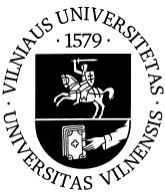 · VILNIAUS UNIVERSITETAS ·
· 1579 ·
UNIVERSITAS VILNENSIS